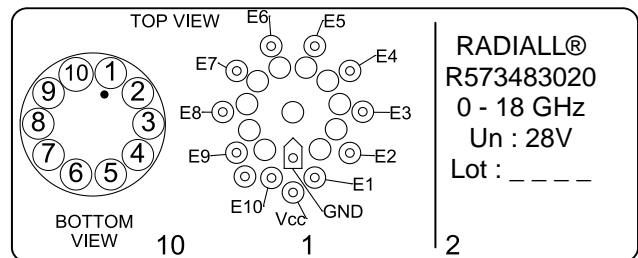 TOP VIEW
E6
E5
E7
E4
E8
E3
E9
E2
E10
E1
Vcc
GND
10
1
9
2
8
3
7
4
6
5
BOTTOM
VIEW
10
1
2
RADIALL®
R573483020
0 - 18 GHz
Un : 28V
Lot : _ _ _ _